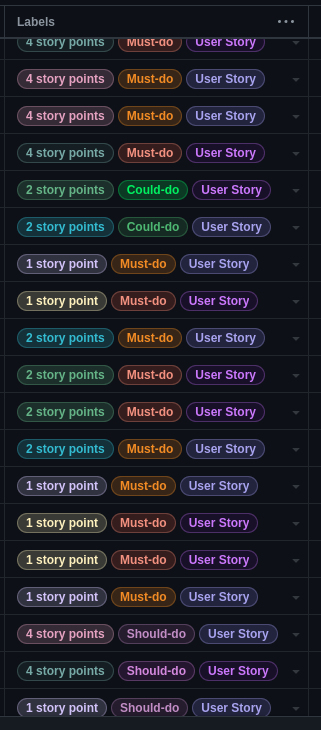 Labels
4 story points Must-do User Story
4 story points Must-do User Story
4 story points Must-do User Story
4 story points Must-do User Story
2 story points Could-do User Story
2 story points Could-do User Story
1 story point Must-do User Story
1 story point Must-do User Story
2 story points Must-do User Story
2 story points Must-do User Story
2 story points Must-do User Story
2 story points Must-do User Story
1 story point Must-do User Story
1 story point Must-do User Story
1 story point Must-do User Story
1 story point Must-do User Story
4 story points Should-do User Story
4 story points Should-do User Story
1 story point Should-do User Story